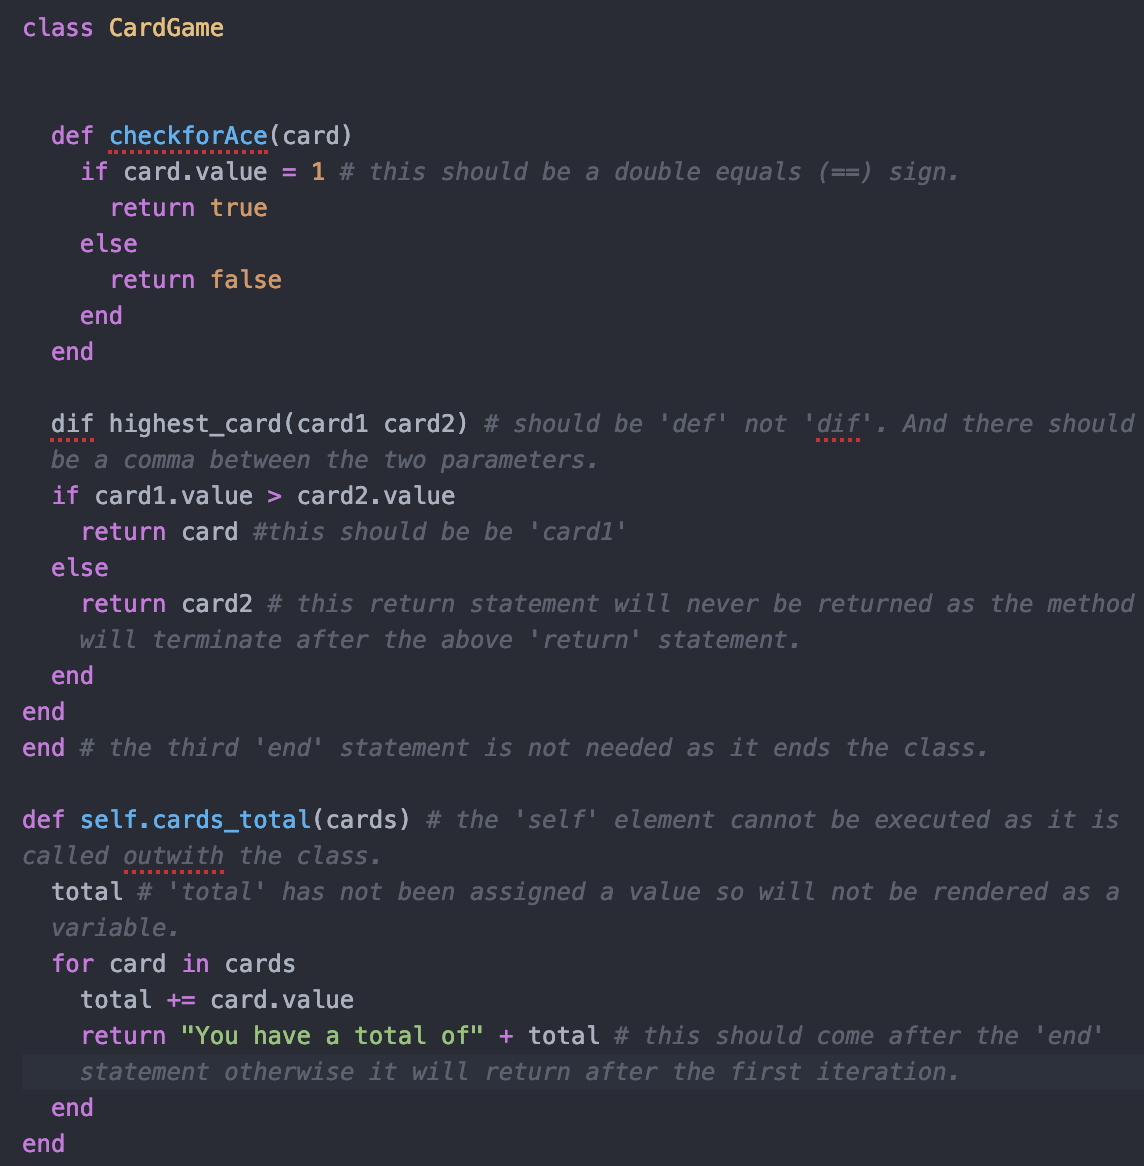 class CardGame
def checkforAce(card)
if card.value = 1 # this should be a double equals (==) sign.
return true
else
return false
end
end
dif highest_card(card1 card2) # should be 'def' not 'dif'. And there should
be a comma between the two parameters.
if card1.value > card2.value
return card #this should be be 'card1'
else
return card2 # this return statement will never be returned as the method
will terminate after the above 'return' statement.
end
end
end # the third 'end' statement is not needed as it ends the class.
def self.cards_total(cards) # the 'self' element cannot be executed as it is
called outwith the class.
total # 'total' has not been assigned a value so will not be rendered as a
variable.
for card in cards
total += card.value
return "You have a total of" + total # this should come after the 'end'
statement otherwise it will return after the first iteration.
end
end